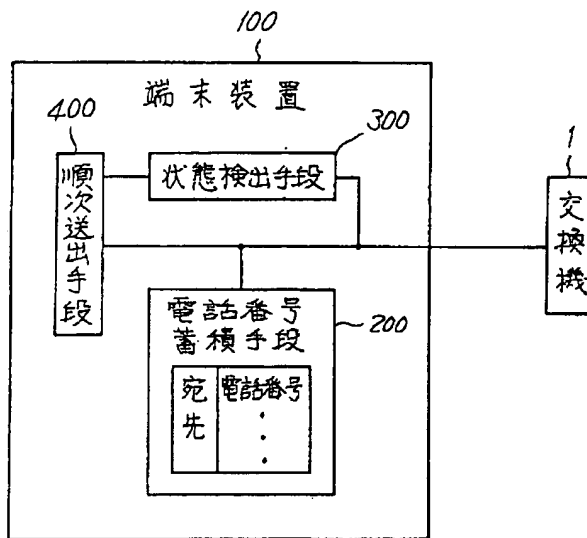 100
端末装置
400
300
1
状態検出手段
順次送出手段
交換機
電話番号
蓄積手段
200
宛先
電話番号